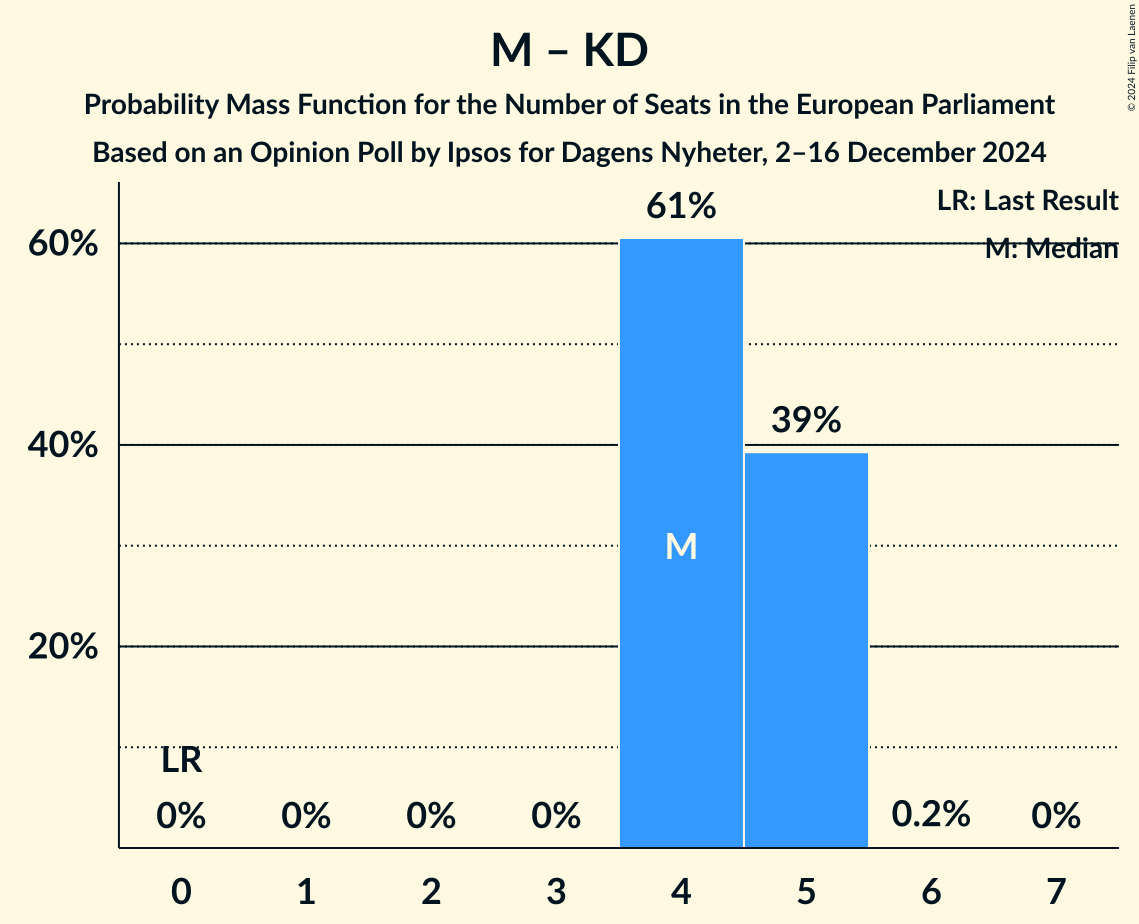 M – KD
Probability Mass Function for the Number of Seats in the European Parliament
Based on an Opinion Poll by Ipsos for Dagens Nyheter, 2–16 December 2024
© 2024 Filip van Laenen
LR: Last Result
M: Median
61%
60%
39%
40%
M
20%
LR
0% 0% 0% 0% 0.2% 0%
0 1 2 3 4 5 6 7